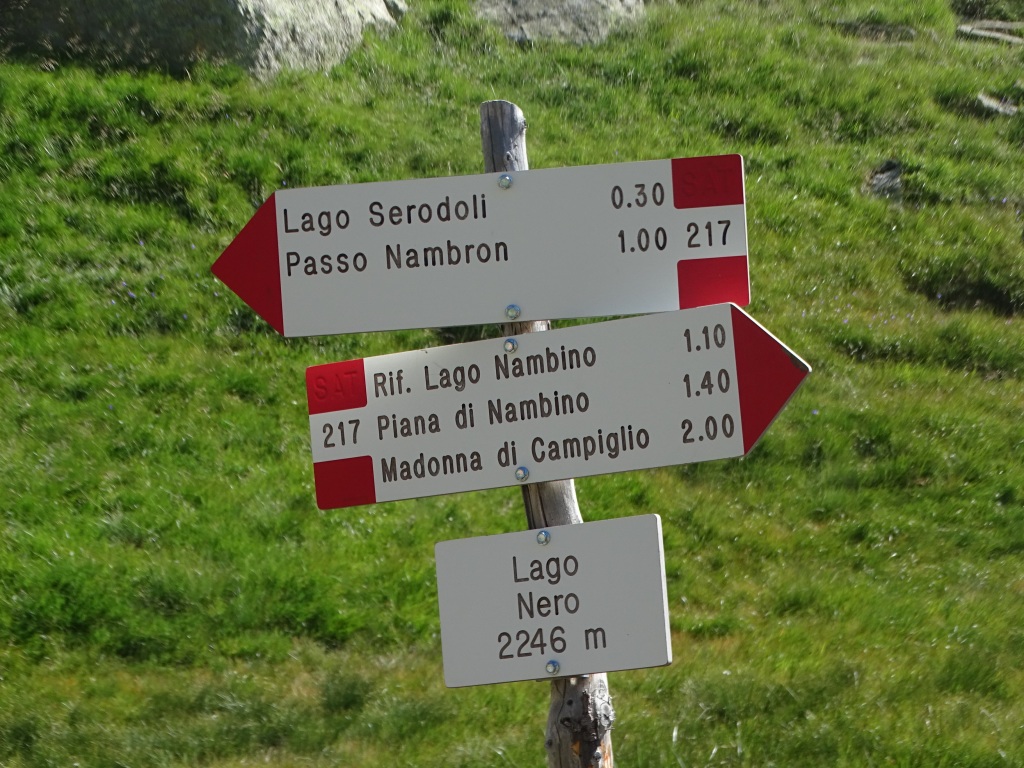 SAT
Lago Serodoli 0.30
Passo Nambron 1.00 217
SAT Rif. Lago Nambino 1.10
217 Piana di Nambino 1.40
Madonna di Campiglio 2.00
Lago
Nero
2246 m